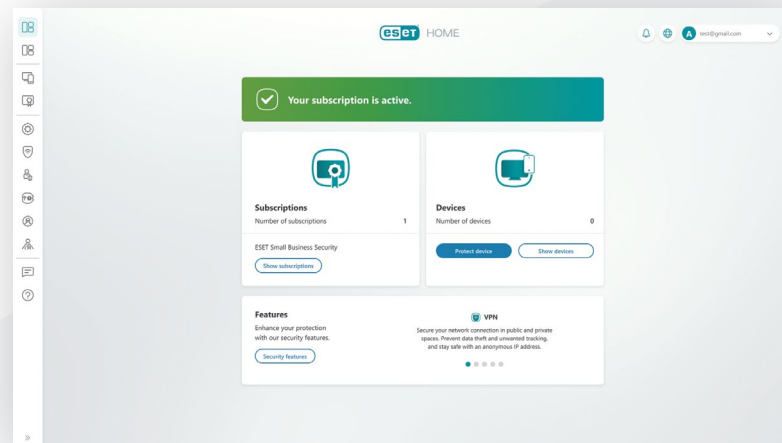 eset HOME
A test@gmail.com
Your subscription is active.
Subscriptions
Number of subscriptions 1
ESET Small Business Security
Show subscriptions
Devices
Number of devices 0
Protect device
Show devices
Features
Enhance your protection
with our security features.
Security features
VPN
Secure your network connection in public and private
spaces. Prevent data theft and unwanted tracking,
and stay safe with an anonymous IP address.